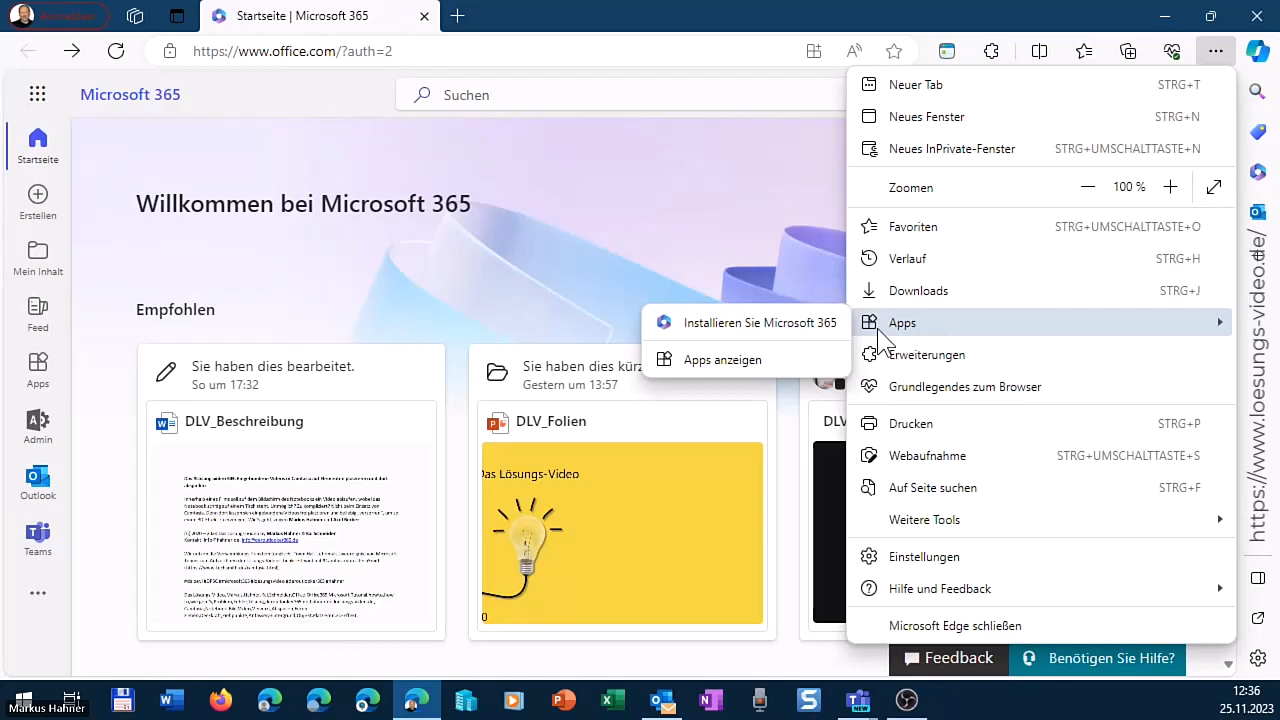 Anmelden
Startseite | Microsoft 365
https://www.office.com/?auth=2
Microsoft 365
Suchen
Startseite
Erstellen
Mein Inhalt
Feed
Apps
Admin
Outlook
Teams
Willkommen bei Microsoft 365
Empfohlen
Sie haben dies bearbeitet.
So um 17:32
DLV_Beschreibung
Sie haben dies kürz
Gestern um 13:57
DLV_Folien
Das Lösungs-Video
DLV
Installieren Sie Microsoft 365
Apps anzeigen
Neuer Tab STRG+T
Neues Fenster STRG+N
Neues InPrivate-Fenster STRG+UMSCHALTTASTE+N
Zoomen 100 %
Favoriten STRG+UMSCHALTTASTE+O
Verlauf STRG+H
Downloads STRG+J
Apps
Erweiterungen
Grundlegendes zum Browser
Drucken STRG+P
Webaufnahme STRG+UMSCHALTTASTE+S
Auf Seite suchen STRG+F
Weitere Tools
Einstellungen
Hilfe und Feedback
Microsoft Edge schließen
Feedback
Benötigen Sie Hilfe?
https://www.loesungs-video.de/
Markus Hahner
12:36
25.11.2023